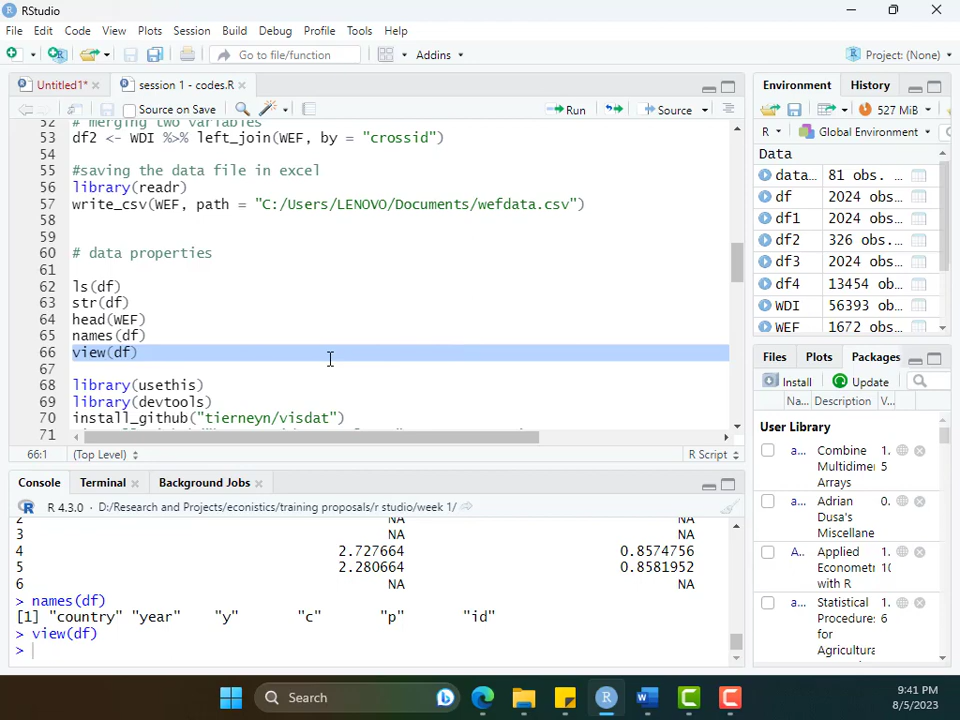 RStudio
File Edit Code View Plots Session Build Debug Profile Tools Help
Go to file/function Addins Project: (None)
Untitled1* session 1 - codes.R
Source on Save Run Source
52 # merging two variables
53 df2 <- WDI %>% left_join(WEF, by = "crossid")
54
55 #saving the data file in excel
56 library(readr)
57 write_csv(WEF, path = "C:/Users/LENOVO/Documents/wefdata.csv")
58
59
60 # data properties
61
62 ls(df)
63 str(df)
64 head(WEF)
65 names(df)
66 view(df)
67
68 library(usethis)
69 library(devtools)
70 install_github("tierneyn/visdat")
71
66:1 (Top Level) R Script
Console Terminal Background Jobs
R 4.3.0 · D:/Research and Projects/econistics/training proposals/r studio/week 1/
2 NA NA
3 NA NA
4 2.727664 0.8574756
5 2.280664 0.8581952
6 NA NA
> names(df)
[1] "country" "year" "y" "c" "p" "id"
> view(df)
>
Environment History
527 MiB
R Global Environment
Data
data... 81 obs. ...
df 2024 obs...
df1 2024 obs...
df2 326 obs...
df3 2024 obs...
df4 13454 ob...
WDI 56393 ob...
WEF 1672 obs...
Files Plots Packages
Install Update
Na... Description V...
User Library
a... Combine Multidimer Arrays 1. 5
a... Adrian Dusa's Miscellane 0.
A.. Applied Econometr with R 1. 10
a... Statistical Procedure: for Agricultura 1. 6
Search
9:41 PM
8/5/2023